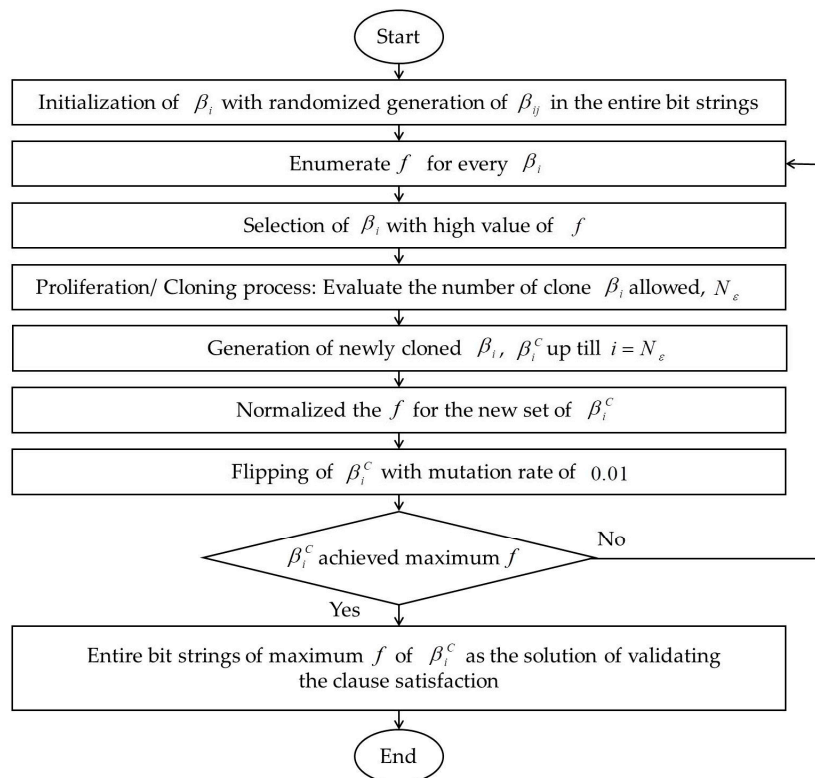 Start
Initialization of β_i with randomized generation of β_ij in the entire bit strings
Enumerate f for every β_i
Selection of β_i with high value of f
Proliferation/ Cloning process: Evaluate the number of clone β_i allowed, N_ε
Generation of newly cloned β_i, β_i^C up till i = N_ε
Normalized the f for the new set of β_i^C
Flipping of β_i^C with mutation rate of 0.01
β_i^C achieved maximum f
No
Yes
Entire bit strings of maximum f of β_i^C as the solution of validating
the clause satisfaction
End